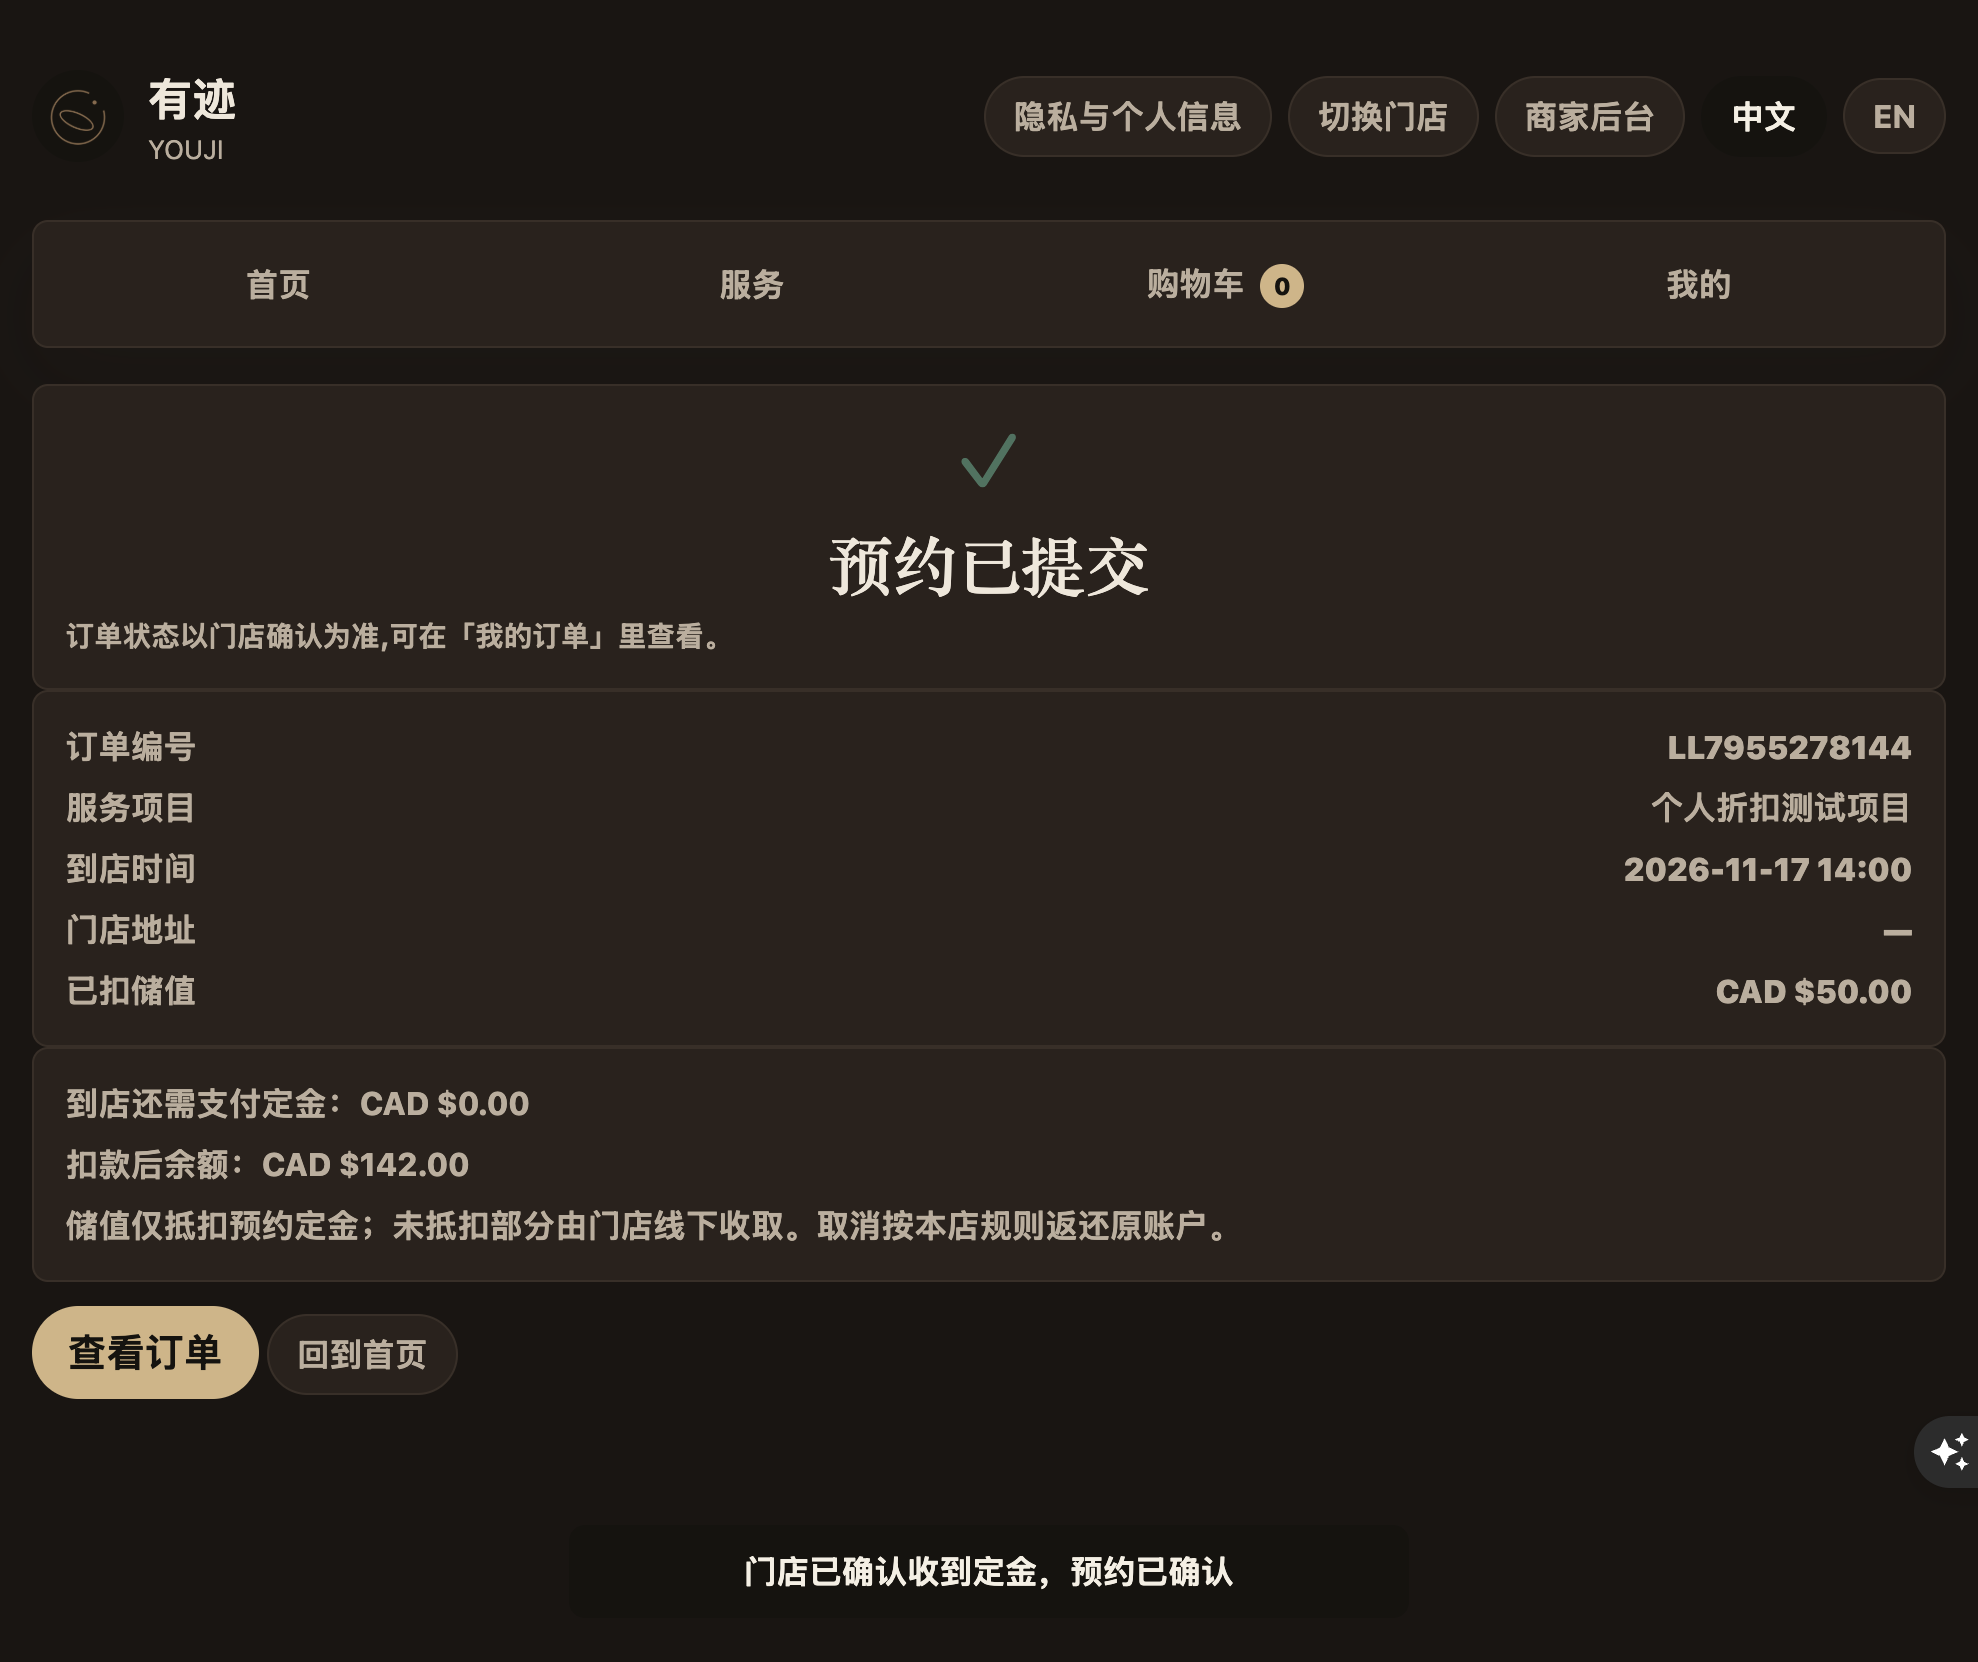 有迹
YOUJI
隐私与个人信息 切换门店 商家后台 中文 EN
首页 服务 购物车 0 我的
预约已提交
订单状态以门店确认为准,可在「我的订单」里查看。
订单编号 LL7955278144
服务项目 个人折扣测试项目
到店时间 2026-11-17 14:00
门店地址 —
已扣储值 CAD $50.00
到店还需支付定金：CAD $0.00
扣款后余额：CAD $142.00
储值仅抵扣预约定金；未抵扣部分由门店线下收取。取消按本店规则返还原账户。
查看订单 回到首页
门店已确认收到定金，预约已确认